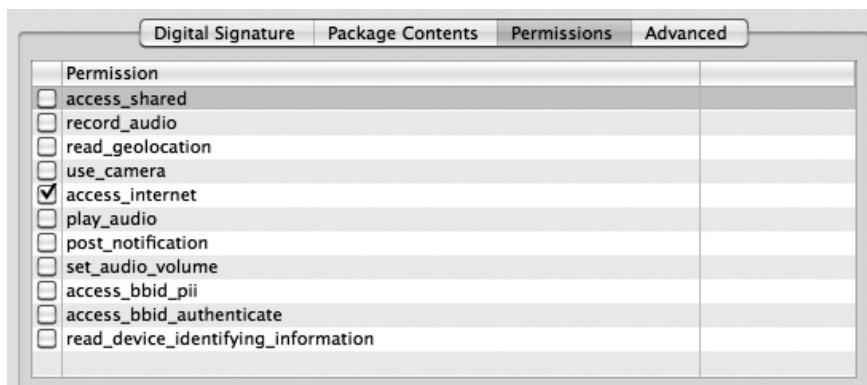 Digital Signature Package Contents Permissions Advanced
Permission
access_shared
record_audio
read_geolocation
use_camera
access_internet
play_audio
post_notification
set_audio_volume
access_bbid_pii
access_bbid_authenticate
read_device_identifying_information